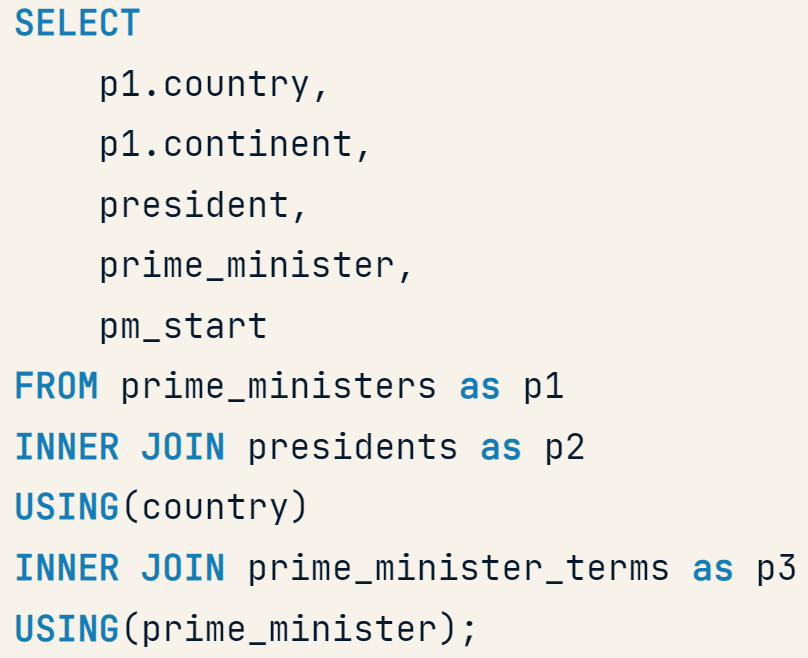 SELECT
    p1.country,
    p1.continent,
    president,
    prime_minister,
    pm_start
FROM prime_ministers as p1
INNER JOIN presidents as p2
USING(country)
INNER JOIN prime_minister_terms as p3
USING(prime_minister);